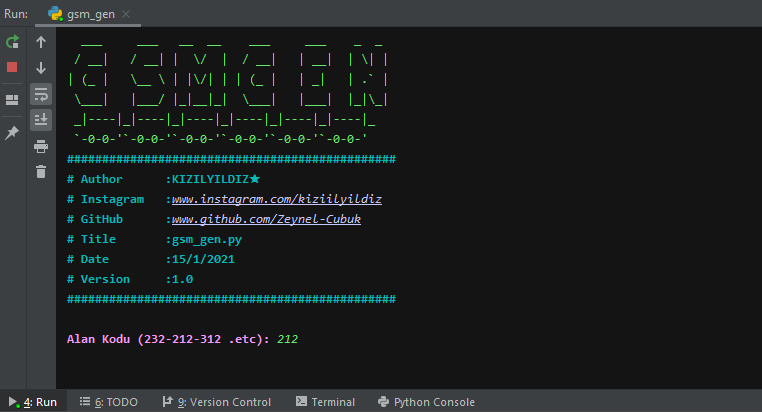 Run: gsm_gen
  ___     ___   __  __    ___     ___    _  _
 / __|   / __| |  \/  |  / __|   | __|  | \| |
| (_ |   \__ \ | |\/| | | (_ |   | _|   | .` |
 \___|   |___/ |_|__|_|  \___|   |___|  |_|\_|
 _|----|_|----|_|----|_|----|_|----|_|----|_
 `-0-0-'`-0-0-'`-0-0-'`-0-0-'`-0-0-'`-0-0-'
###############################################
# Author      :KIZILYILDIZ★
# Instagram   :www.instagram.com/kiziilyildiz
# GitHub      :www.github.com/Zeynel-Cubuk
# Title       :gsm_gen.py
# Date        :15/1/2021
# Version     :1.0
###############################################
Alan Kodu (232-212-312 .etc): 212
4: Run 6: TODO 9: Version Control Terminal Python Console